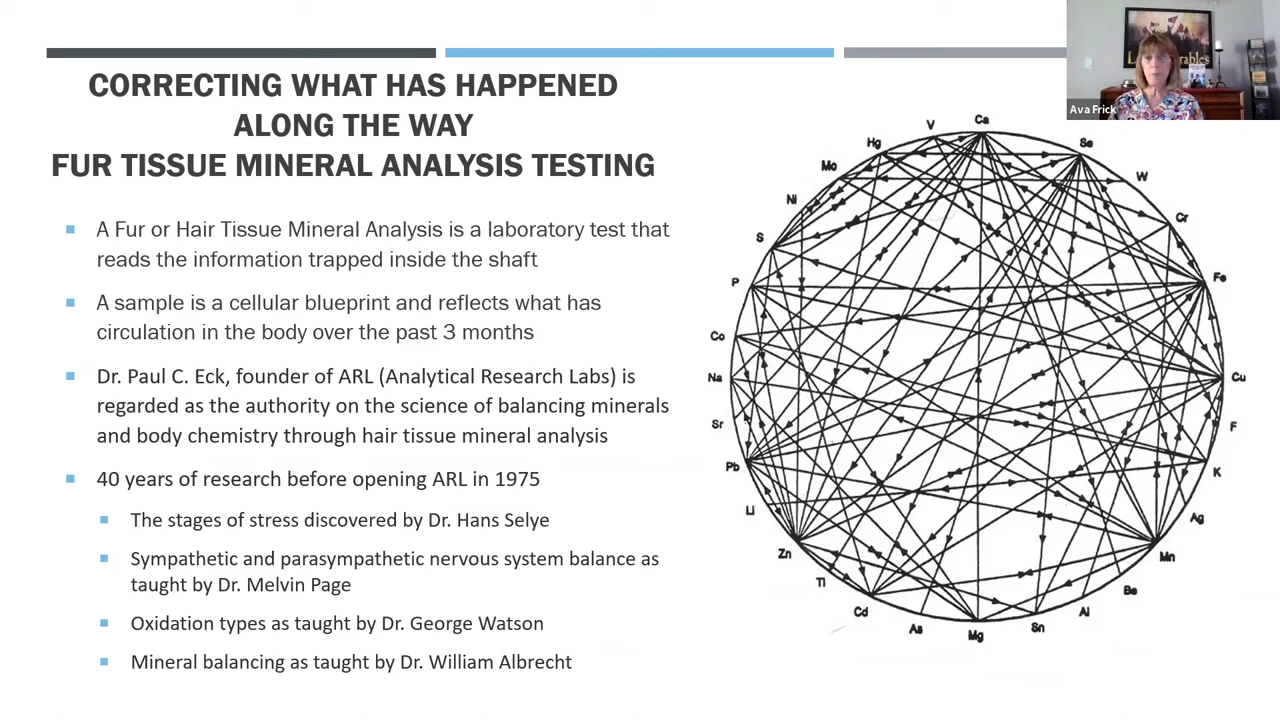 CORRECTING WHAT HAS HAPPENED
ALONG THE WAY
FUR TISSUE MINERAL ANALYSIS TESTING
A Fur or Hair Tissue Mineral Analysis is a laboratory test that
reads the information trapped inside the shaft
A sample is a cellular blueprint and reflects what has
circulation in the body over the past 3 months
Dr. Paul C. Eck, founder of ARL (Analytical Research Labs) is
regarded as the authority on the science of balancing minerals
and body chemistry through hair tissue mineral analysis
40 years of research before opening ARL in 1975
The stages of stress discovered by Dr. Hans Selye
Sympathetic and parasympathetic nervous system balance as
taught by Dr. Melvin Page
Oxidation types as taught by Dr. George Watson
Mineral balancing as taught by Dr. William Albrecht
Ava Frick
Ca
Se
W
Cr
Fe
Cu
F
K
Ag
Mn
Be
Al
Sn
Mg
As
Cd
Tl
Zn
Li
Pb
Sr
Na
Co
P
S
Ni
Mo
Hg
V